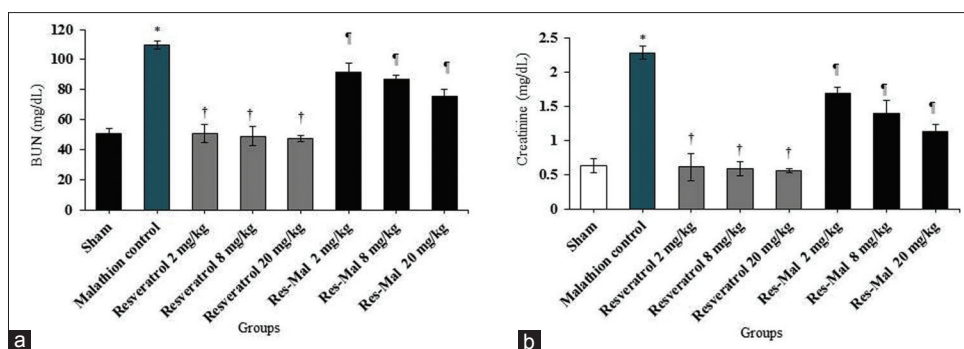 120
100
80
60
40
20
0
BUN (mg/dL)
*
†
†
†
¶
¶
¶
Sham
Malathion control
Resveratrol 2 mg/kg
Resveratrol 8 mg/kg
Resveratrol 20 mg/kg
Res-Mal 2 mg/kg
Res-Mal 8 mg/kg
Res-Mal 20 mg/kg
Groups
a
2.5
2
1.5
1
0.5
0
Creatinine (mg/dL)
*
†
†
†
¶
¶
¶
Sham
Malathion control
Resveratrol 2 mg/kg
Resveratrol 8 mg/kg
Resveratrol 20 mg/kg
Res-Mal 2 mg/kg
Res-Mal 8 mg/kg
Res-Mal 20 mg/kg
Groups
b